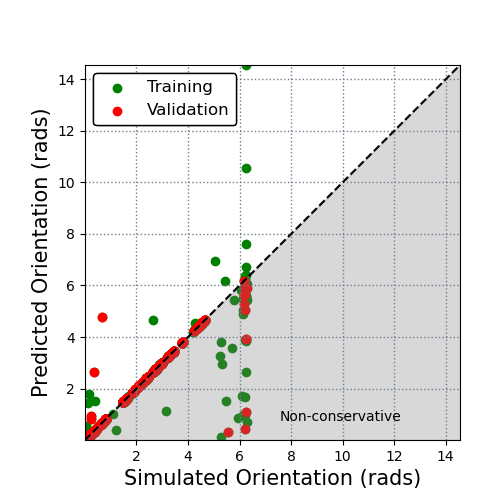 Training
Validation
14
12
10
8
6
4
2
Predicted Orientation (rads)
Non-conservative
2 4 6 8 10 12 14
Simulated Orientation (rads)